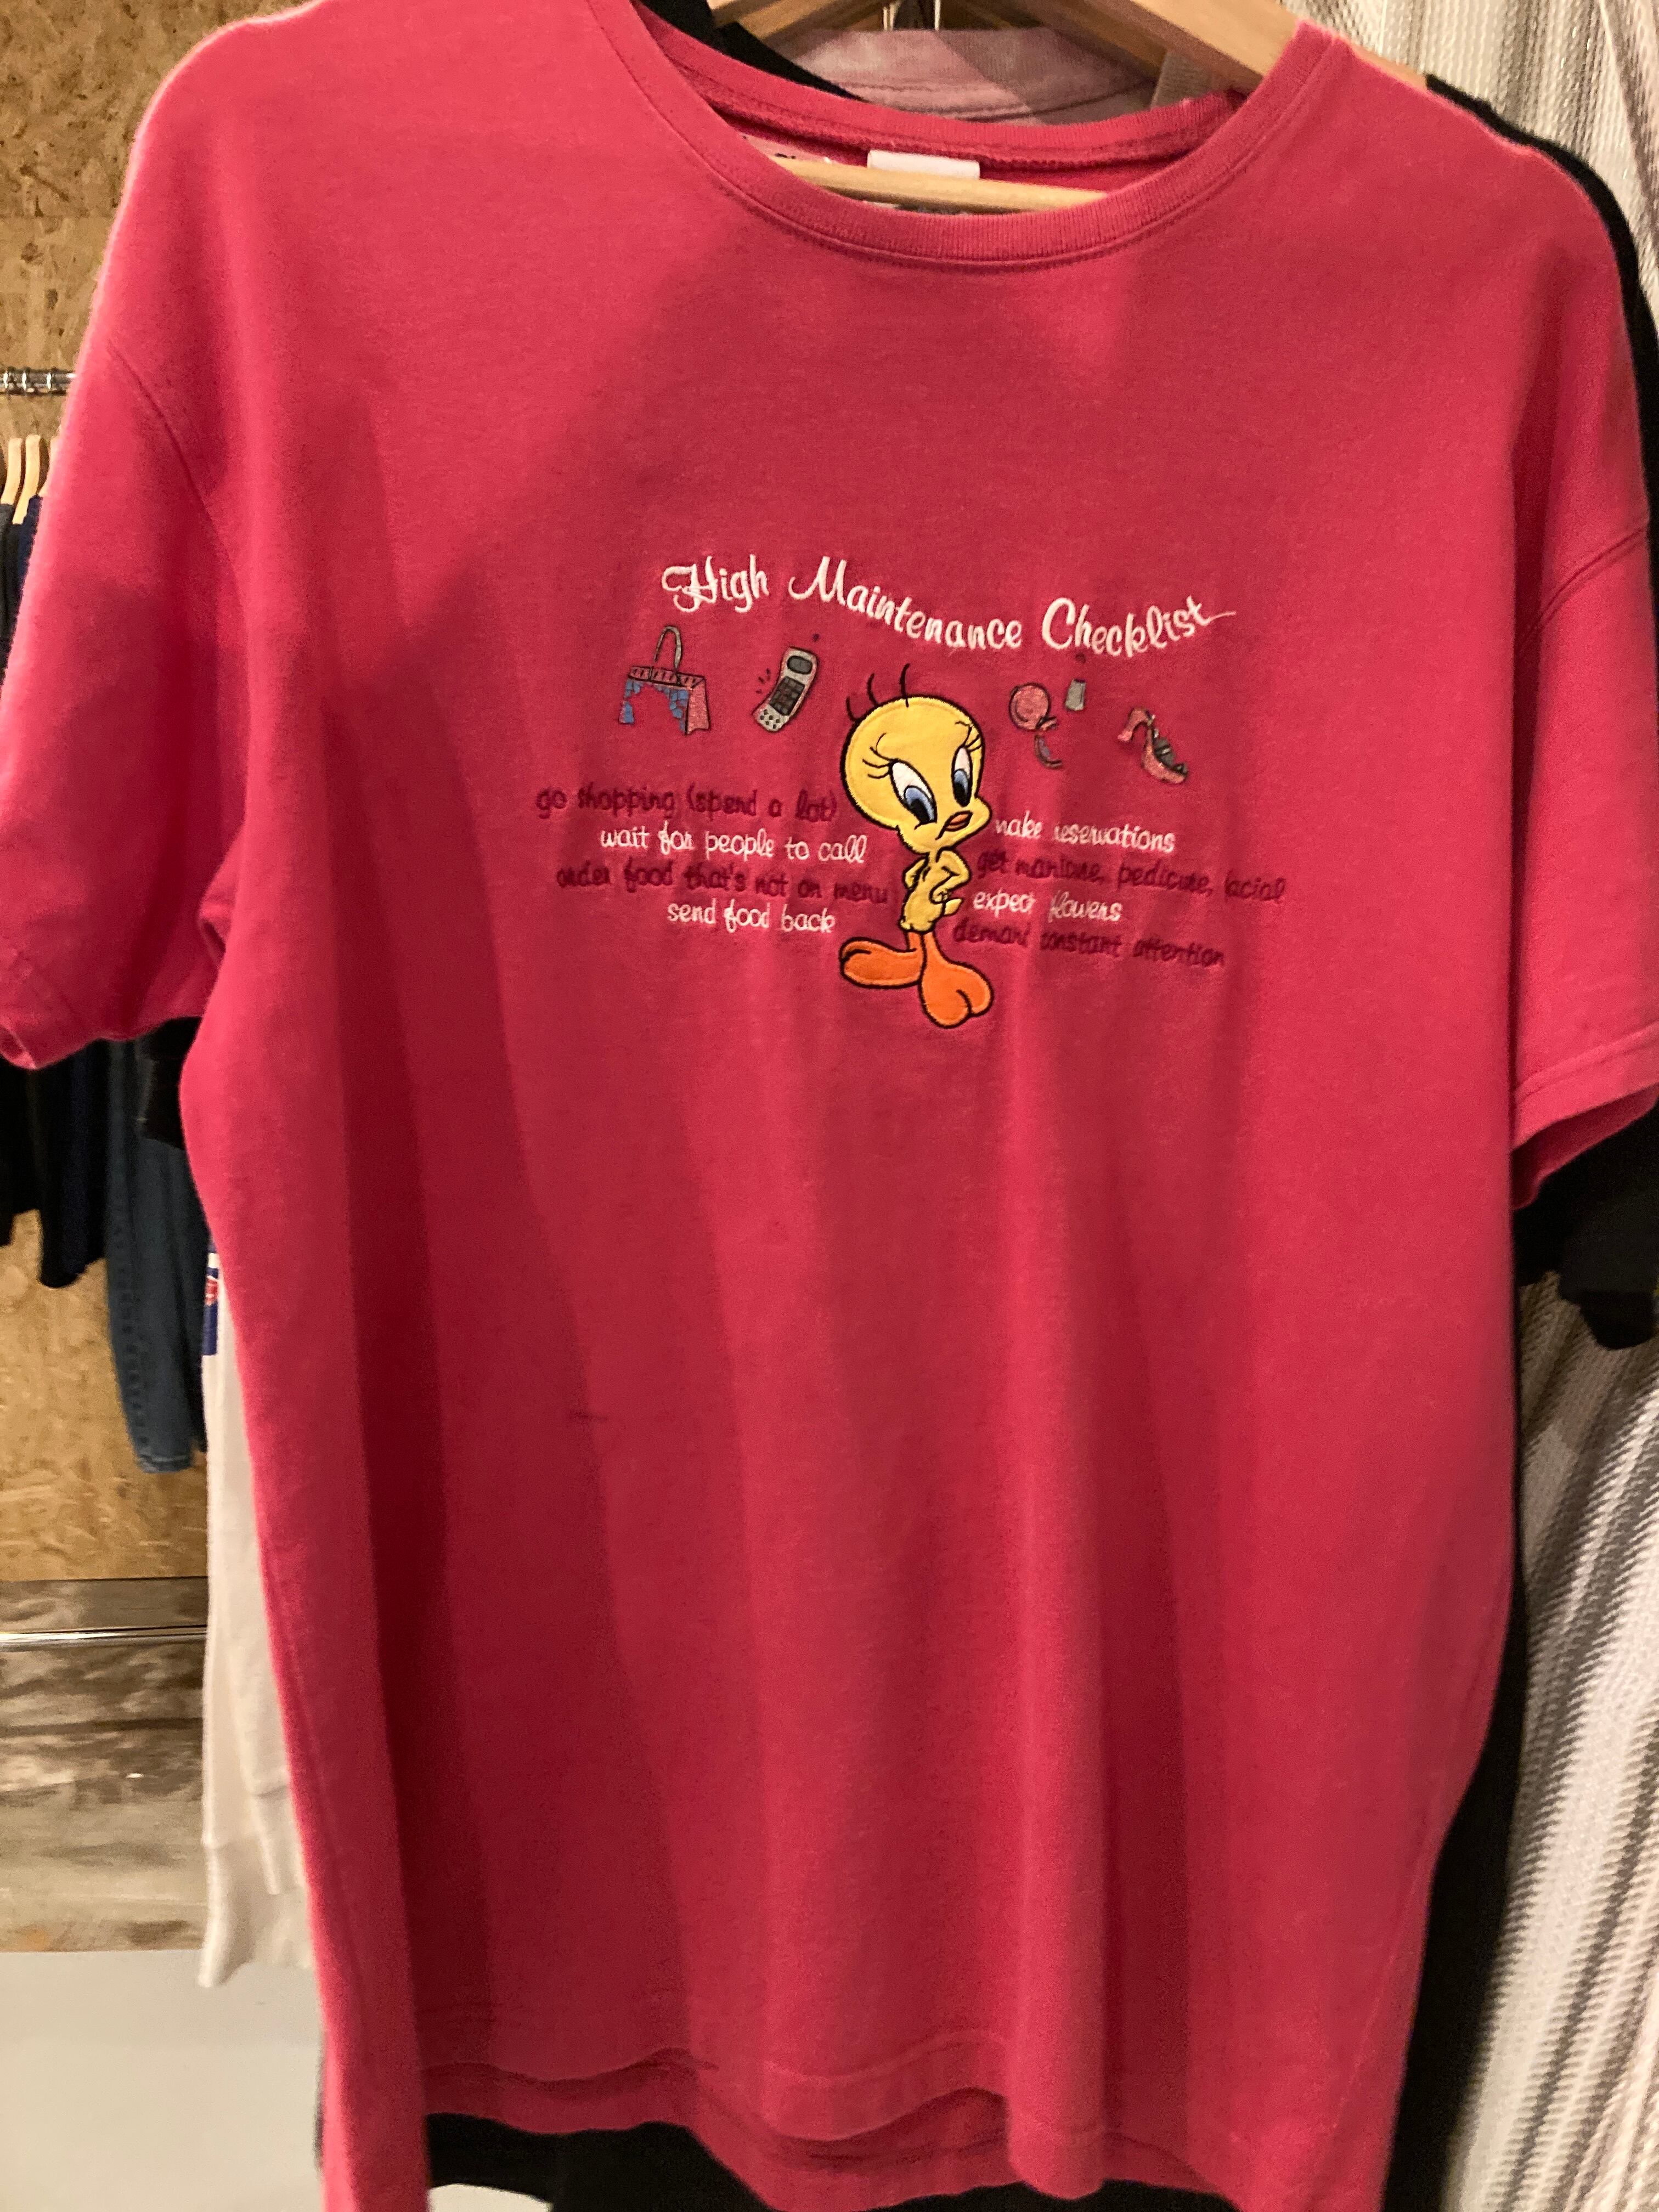 High Maintenance Checklist
go shopping (spend a lot)
wait for people to call
order food that's not on menu
send food back
make reservations
get manicure, pedicure, facial
expect flowers
demand constant attention